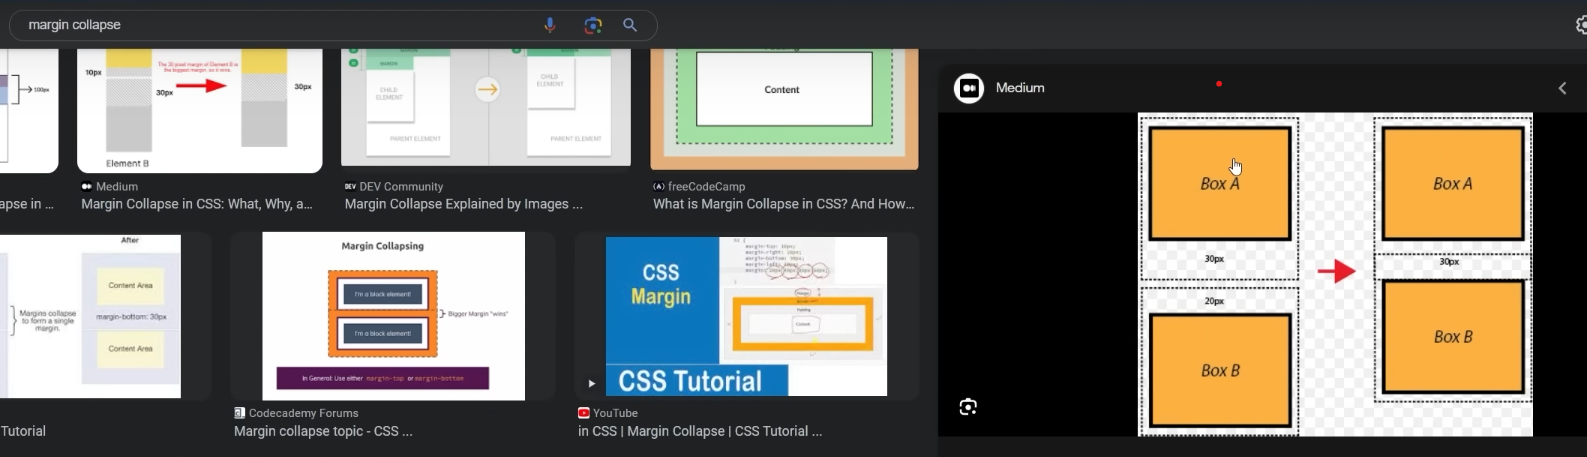 margin collapse
10px
The 30 pixel margin of Element B is
the biggest margin, so it wins.
30px
30px
Element B
Medium
Margin Collapse in CSS: What, Why, a...
CHILD
ELEMENT
PARENT ELEMENT
CHILD
ELEMENT
PARENT ELEMENT
DEV Community
Margin Collapse Explained by Images ...
Content
freeCodeCamp
What is Margin Collapse in CSS? And How...
apse in ...
100px
After
Content Area
margin-bottom: 30px
Content Area
Margins collapse
to form a single
margin.
Tutorial
Margin Collapsing
I'm a block element!
I'm a block element!
Bigger Margin "wins"
In General: Use either margin-top or margin-bottom
Codecademy Forums
Margin collapse topic - CSS ...
CSS
Margin
CSS Tutorial
YouTube
in CSS | Margin Collapse | CSS Tutorial ...
Medium
Box A
30px
20px
Box B
Box A
30px
Box B